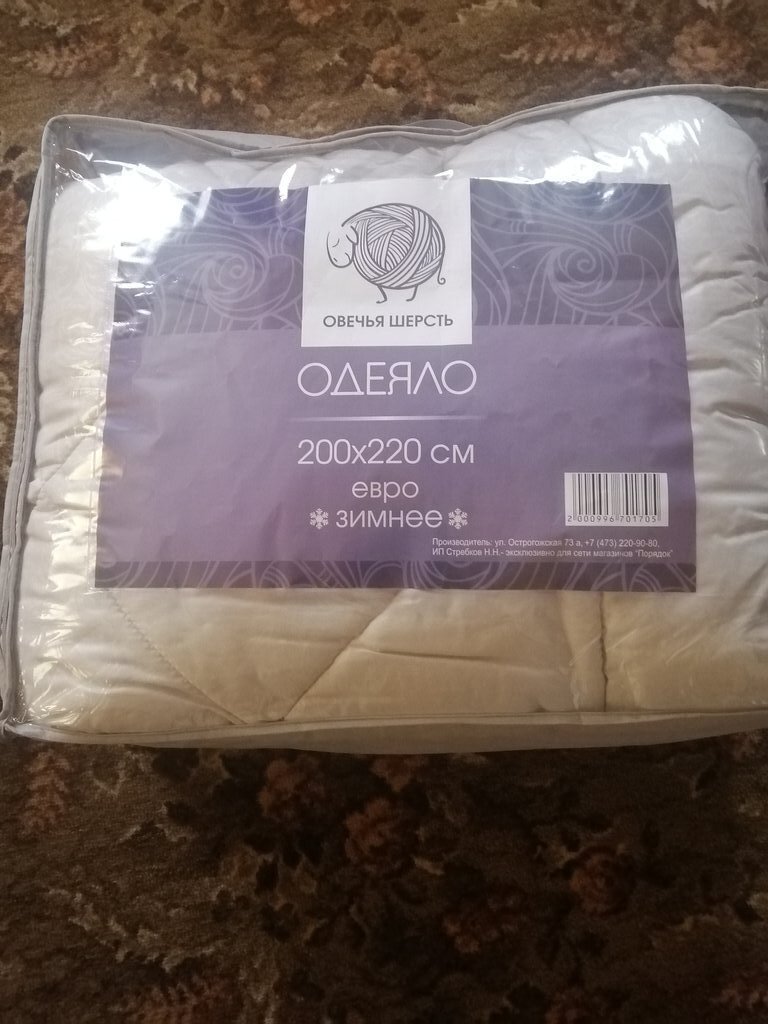 ОВЕЧЬЯ ШЕРСТЬ
ОДЕЯЛО
200х220 см
евро
зимнее
2 000996 701705
Производитель: ул. Острогожская 73 а, +7 (473) 220-90-80,
ИП Стребков Н.Н.- эксклюзивно для сети магазинов "Порядок"